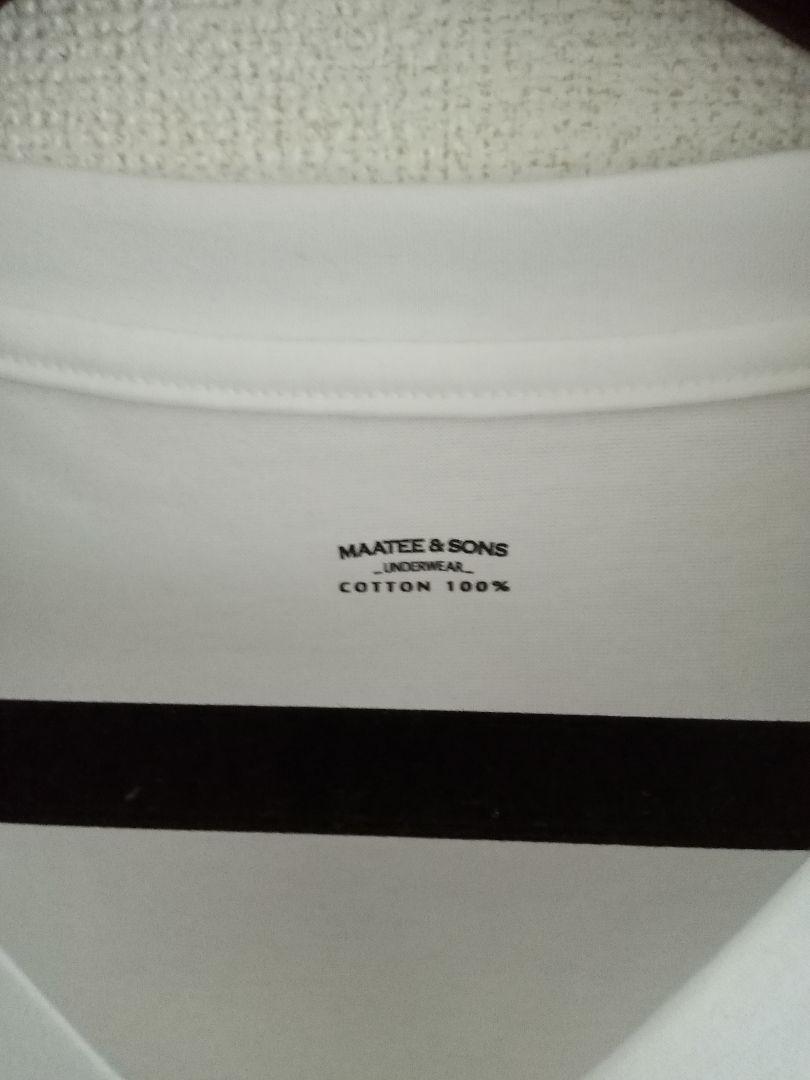 MAATEE & SONS
_UNDERWEAR_
COTTON 100%